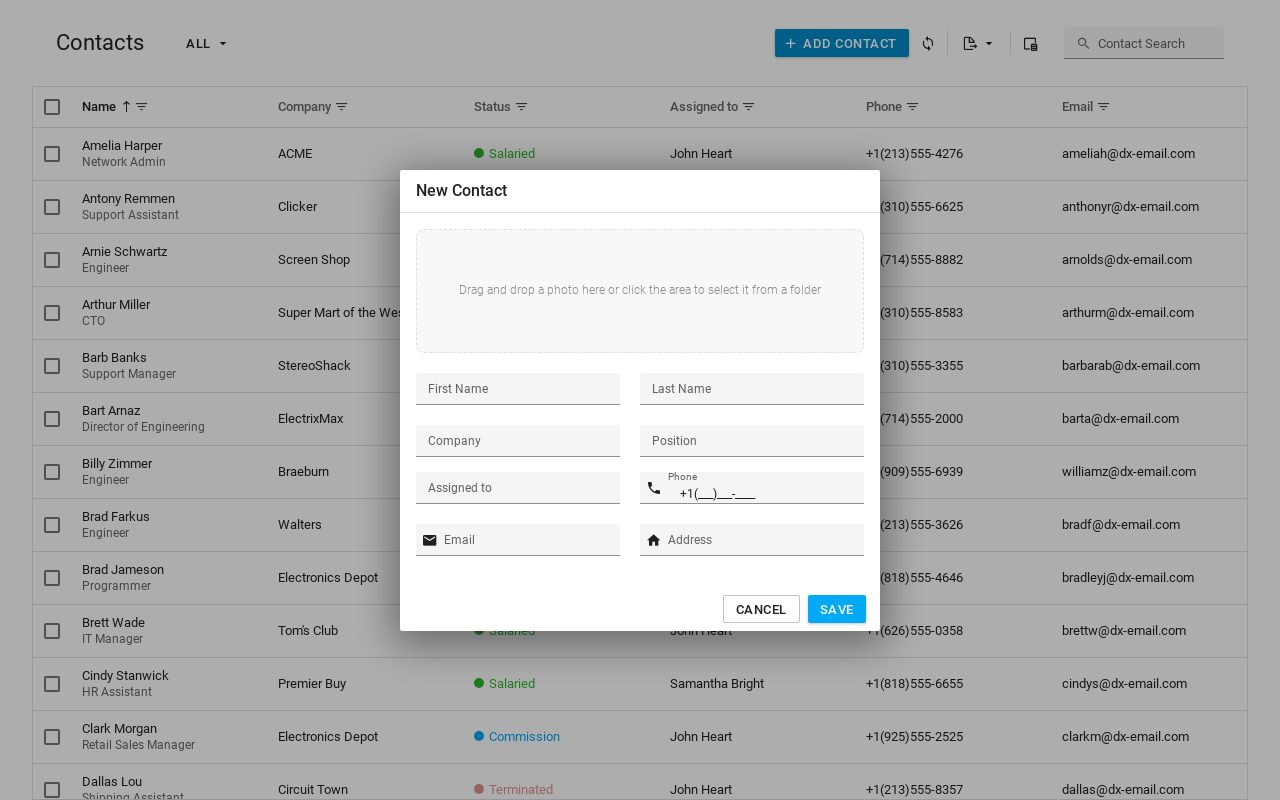 Contacts ALL ADD CONTACT Contact Search
Name Company Status Assigned to Phone Email
Amelia Harper
Network Admin
ACME Salaried John Heart +1(213)555-4276 ameliah@dx-email.com
Antony Remmen
Support Assistant
Clicker (310)555-6625 anthonyr@dx-email.com
Arnie Schwartz
Engineer
Screen Shop (714)555-8882 arnolds@dx-email.com
Arthur Miller
CTO
Super Mart of the Wes (310)555-8583 arthurm@dx-email.com
Barb Banks
Support Manager
StereoShack (310)555-3355 barbarab@dx-email.com
Bart Arnaz
Director of Engineering
ElectrixMax (714)555-2000 barta@dx-email.com
Billy Zimmer
Engineer
Braeburn (909)555-6939 williamz@dx-email.com
Brad Farkus
Engineer
Walters (213)555-3626 bradf@dx-email.com
Brad Jameson
Programmer
Electronics Depot (818)555-4646 bradleyj@dx-email.com
Brett Wade
IT Manager
Tom's Club Salaried John Heart +1(626)555-0358 brettw@dx-email.com
Cindy Stanwick
HR Assistant
Premier Buy Salaried Samantha Bright +1(818)555-6655 cindys@dx-email.com
Clark Morgan
Retail Sales Manager
Electronics Depot Commission John Heart +1(925)555-2525 clarkm@dx-email.com
Dallas Lou
Shipping Assistant
Circuit Town Terminated John Heart +1(213)555-8357 dallas@dx-email.com
New Contact
Drag and drop a photo here or click the area to select it from a folder
First Name Last Name
Company Position
Assigned to Phone
+1(___)___-____
Email Address
CANCEL SAVE